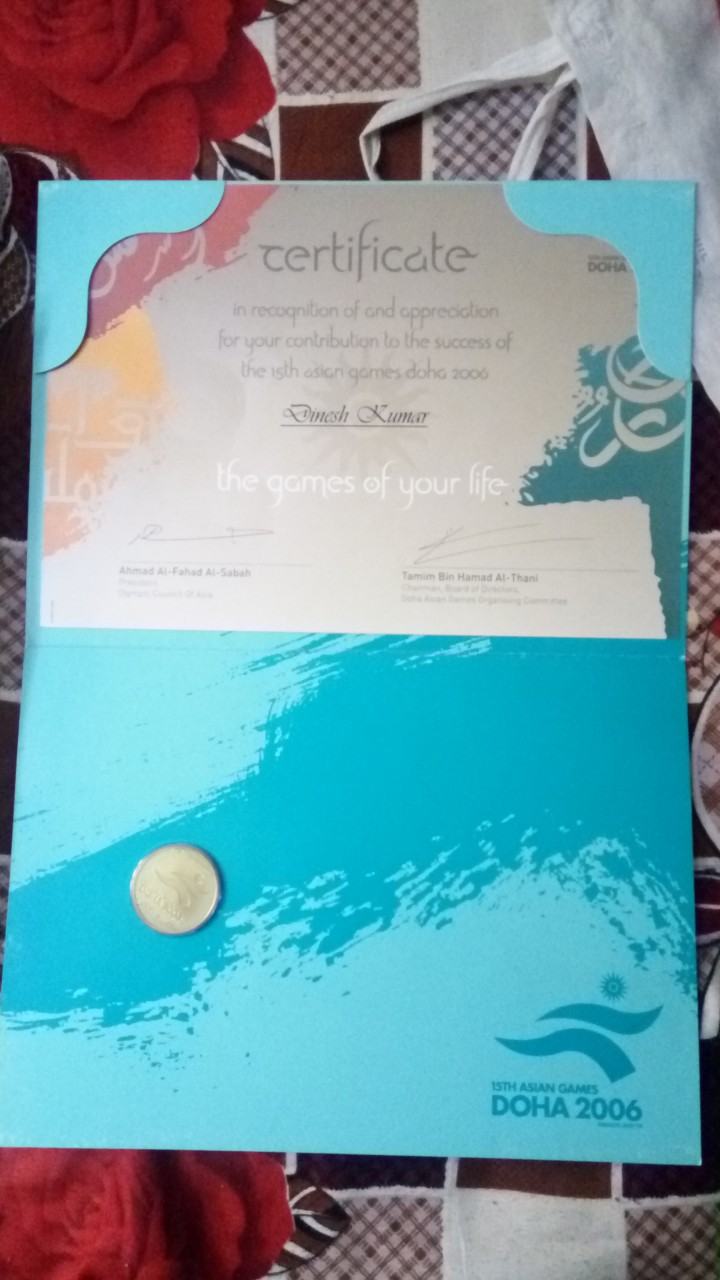 certificate
DOHA
in recognition of and appreciation
for your contribution to the success of
the 15th asian games doha 2006
Dinesh Kumar
the games of your life
Ahmad Al-Fahad Al-Sabah
President
Olympic Council Of Asia
Tamim Bin Hamad Al-Thani
Chairman, Board of Directors,
Doha Asian Games Organising Committee
15TH ASIAN GAMES
DOHA 2006